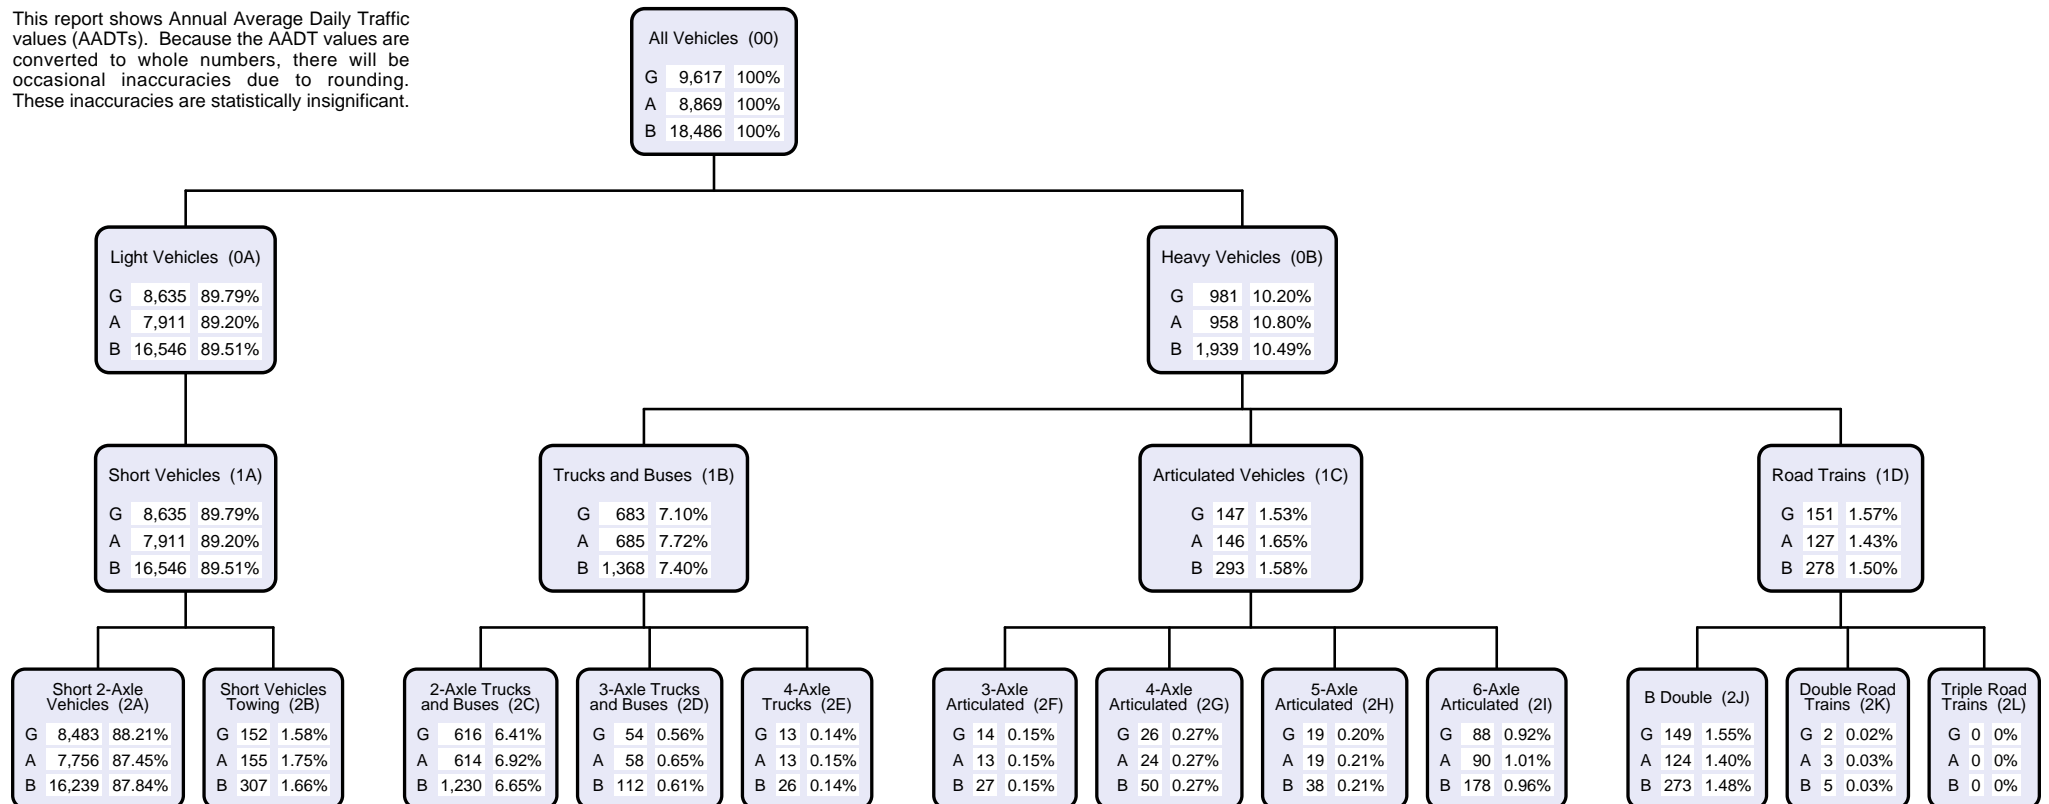 This report shows Annual Average Daily Traffic
values (AADTs). Because the AADT values are
converted to whole numbers, there will be
occasional inaccuracies due to rounding.
These inaccuracies are statistically insignificant.
All Vehicles (00)
G 9,617 100%
A 8,869 100%
B 18,486 100%
Light Vehicles (0A)
G 8,635 89.79%
A 7,911 89.20%
B 16,546 89.51%
Heavy Vehicles (0B)
G 981 10.20%
A 958 10.80%
B 1,939 10.49%
Short Vehicles (1A)
G 8,635 89.79%
A 7,911 89.20%
B 16,546 89.51%
Trucks and Buses (1B)
G 683 7.10%
A 685 7.72%
B 1,368 7.40%
Articulated Vehicles (1C)
G 147 1.53%
A 146 1.65%
B 293 1.58%
Road Trains (1D)
G 151 1.57%
A 127 1.43%
B 278 1.50%
Short 2-Axle
Vehicles (2A)
G 8,483 88.21%
A 7,756 87.45%
B 16,239 87.84%
Short Vehicles
Towing (2B)
G 152 1.58%
A 155 1.75%
B 307 1.66%
2-Axle Trucks
and Buses (2C)
G 616 6.41%
A 614 6.92%
B 1,230 6.65%
3-Axle Trucks
and Buses (2D)
G 54 0.56%
A 58 0.65%
B 112 0.61%
4-Axle
Trucks (2E)
G 13 0.14%
A 13 0.15%
B 26 0.14%
3-Axle
Articulated (2F)
G 14 0.15%
A 13 0.15%
B 27 0.15%
4-Axle
Articulated (2G)
G 26 0.27%
A 24 0.27%
B 50 0.27%
5-Axle
Articulated (2H)
G 19 0.20%
A 19 0.21%
B 38 0.21%
6-Axle
Articulated (2I)
G 88 0.92%
A 90 1.01%
B 178 0.96%
B Double (2J)
G 149 1.55%
A 124 1.40%
B 273 1.48%
Double Road
Trains (2K)
G 2 0.02%
A 3 0.03%
B 5 0.03%
Triple Road
Trains (2L)
G 0 0%
A 0 0%
B 0 0%